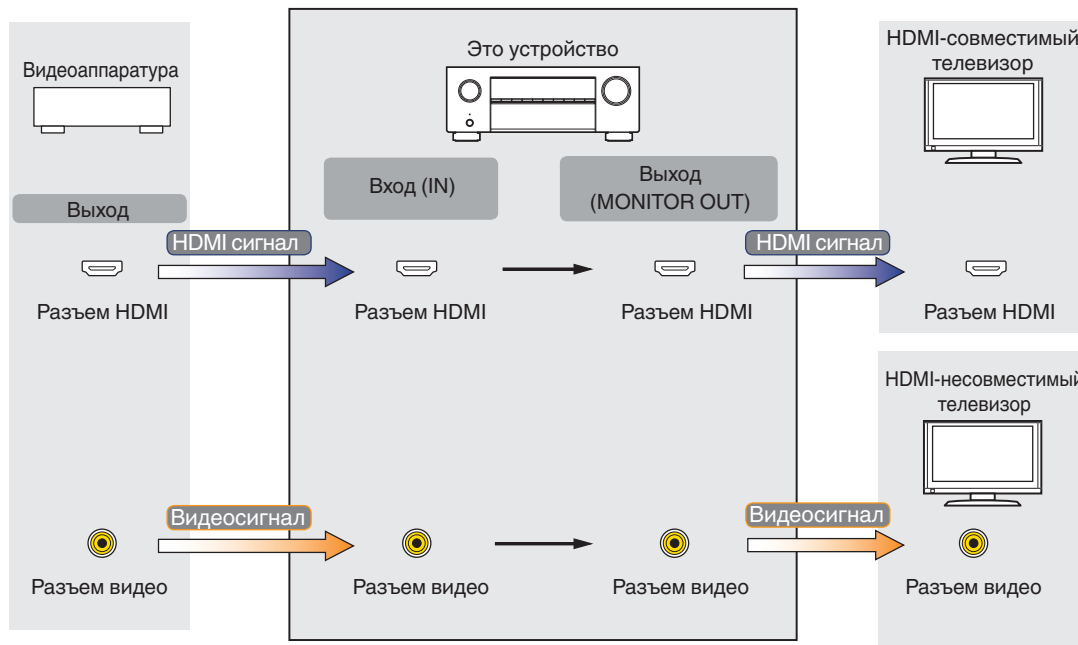 Видеоаппаратура
Это устройство
HDMI-совместимый
телевизор
Выход
Вход (IN)
Выход
(MONITOR OUT)
HDMI сигнал
HDMI сигнал
Разъем HDMI
Разъем HDMI
Разъем HDMI
Разъем HDMI
HDMI-несовместимый
телевизор
Видеосигнал
Видеосигнал
Разъем видео
Разъем видео
Разъем видео
Разъем видео